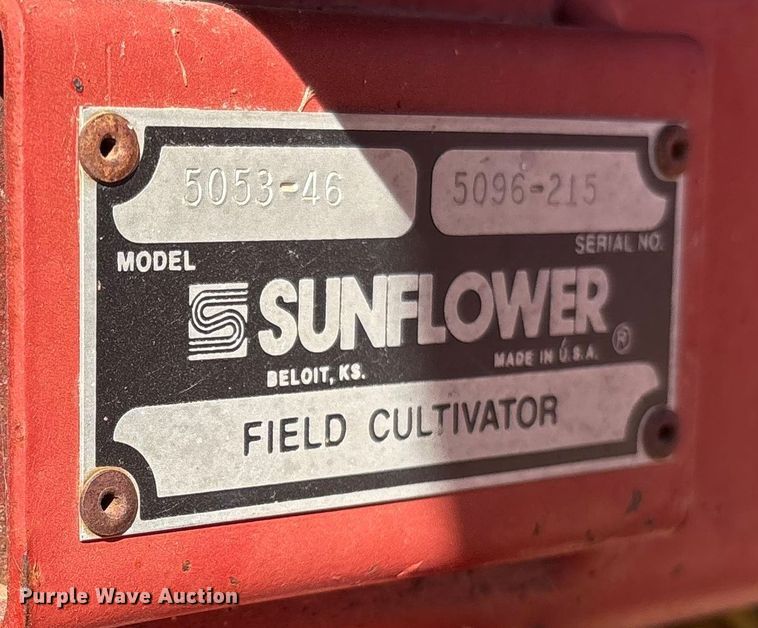 5053-46 5096-215
MODEL SERIAL NO.
SUNFLOWER ®
BELOIT, KS. MADE IN U.S.A.
FIELD CULTIVATOR
Purple Wave Auction